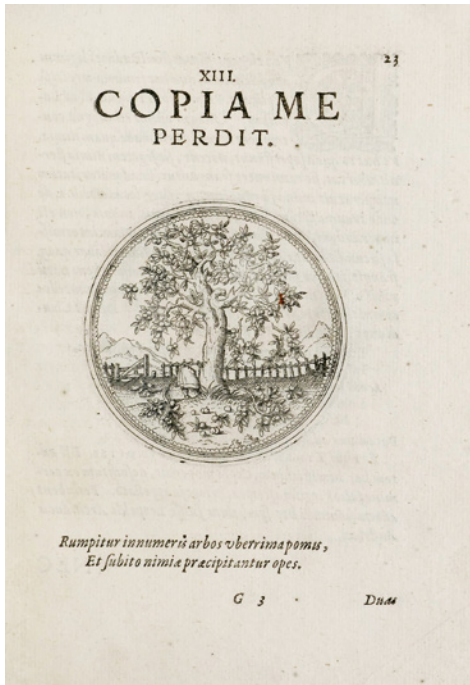 23
XIII.
COPIA ME
PERDIT.
Rumpitur innumeris arbos vberrima pomis,
Et subito nimiæ præcipitantur opes.
G 3
Duas